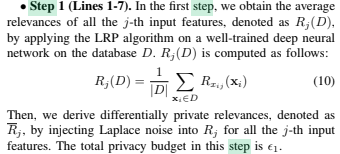 • Step 1 (Lines 1-7). In the first step, we obtain the average
relevances of all the j-th input features, denoted as R_j(D),
by applying the LRP algorithm on a well-trained deep neural
network on the database D. R_j(D) is computed as follows:
R_j(D) = \frac{1}{|D|} \sum_{\mathbf{x}_i \in D} R_{x_{ij}}(\mathbf{x}_i) (10)
Then, we derive differentially private relevances, denoted as
\overline{R}_j, by injecting Laplace noise into R_j for all the j-th input
features. The total privacy budget in this step is ϵ_1.